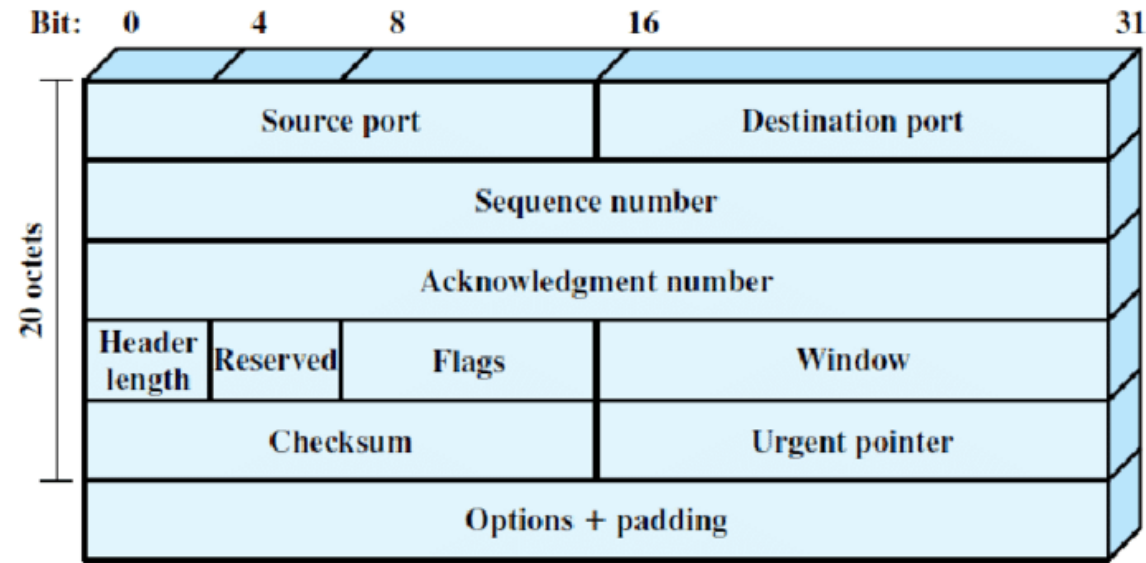 Bit: 0 4 8 16 31
Source port Destination port
Sequence number
20 octets
Acknowledgment number
Header length Reserved Flags Window
Checksum Urgent pointer
Options + padding